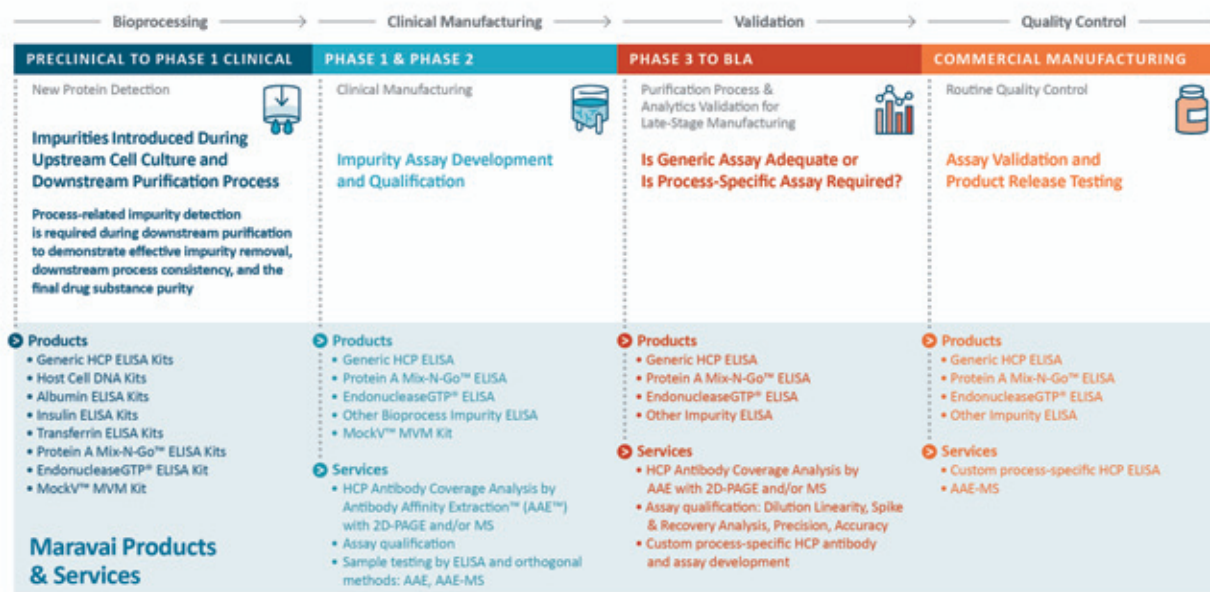 Bioprocessing
Clinical Manufacturing
Validation
Quality Control
PRECLINICAL TO PHASE 1 CLINICAL
New Protein Detection
Impurities Introduced During
Upstream Cell Culture and
Downstream Purification Process
Process-related impurity detection
is required during downstream purification
to demonstrate effective impurity removal,
downstream process consistency, and the
final drug substance purity
Products
• Generic HCP ELISA Kits
• Host Cell DNA Kits
• Albumin ELISA Kits
• Insulin ELISA Kits
• Transferrin ELISA Kits
• Protein A Mix-N-Go™ ELISA Kits
• EndonucleaseGTP® ELISA Kit
• MockV™ MVM Kit
Maravai Products
& Services
PHASE 1 & PHASE 2
Clinical Manufacturing
Impurity Assay Development
and Qualification
Products
• Generic HCP ELISA
• Protein A Mix-N-Go™ ELISA
• EndonucleaseGTP® ELISA
• Other Bioprocess Impurity ELISA
• MockV™ MVM Kit
Services
• HCP Antibody Coverage Analysis by
Antibody Affinity Extraction™ (AAE™)
with 2D-PAGE and/or MS
• Assay qualification
• Sample testing by ELISA and orthogonal
methods: AAE, AAE-MS
PHASE 3 TO BLA
Purification Process &
Analytics Validation for
Late-Stage Manufacturing
Is Generic Assay Adequate or
Is Process-Specific Assay Required?
Products
• Generic HCP ELISA
• Protein A Mix-N-Go™ ELISA
• EndonucleaseGTP® ELISA
• Other Impurity ELISA
Services
• HCP Antibody Coverage Analysis by
AAE with 2D-PAGE and/or MS
• Assay qualification: Dilution Linearity, Spike
& Recovery Analysis, Precision, Accuracy
• Custom process-specific HCP antibody
and assay development
COMMERCIAL MANUFACTURING
Routine Quality Control
Assay Validation and
Product Release Testing
Products
• Generic HCP ELISA
• Protein A Mix-N-Go™ ELISA
• EndonucleaseGTP® ELISA
• Other Impurity ELISA
Services
• Custom process-specific HCP ELISA
• AAE-MS